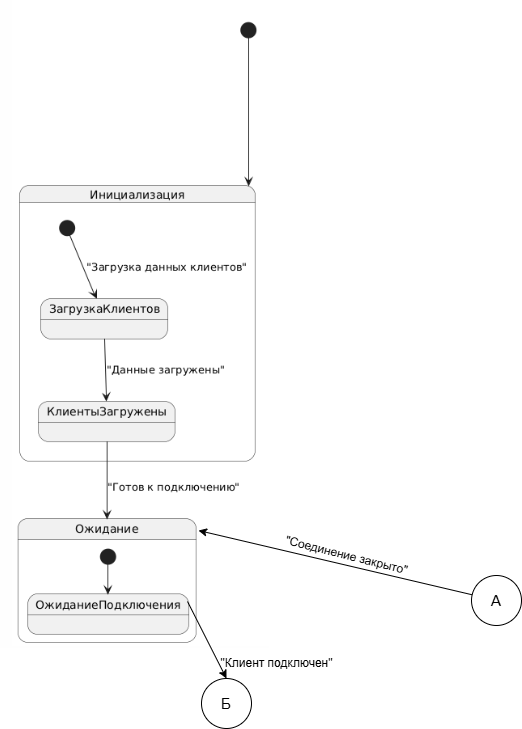 Инициализация
"Загрузка данных клиентов"
ЗагрузкаКлиентов
"Данные загружены"
КлиентыЗагружены
"Готов к подключению"
Ожидание
"Соединение закрыто"
А
ОжиданиеПодключения
"Клиент подключен"
Б